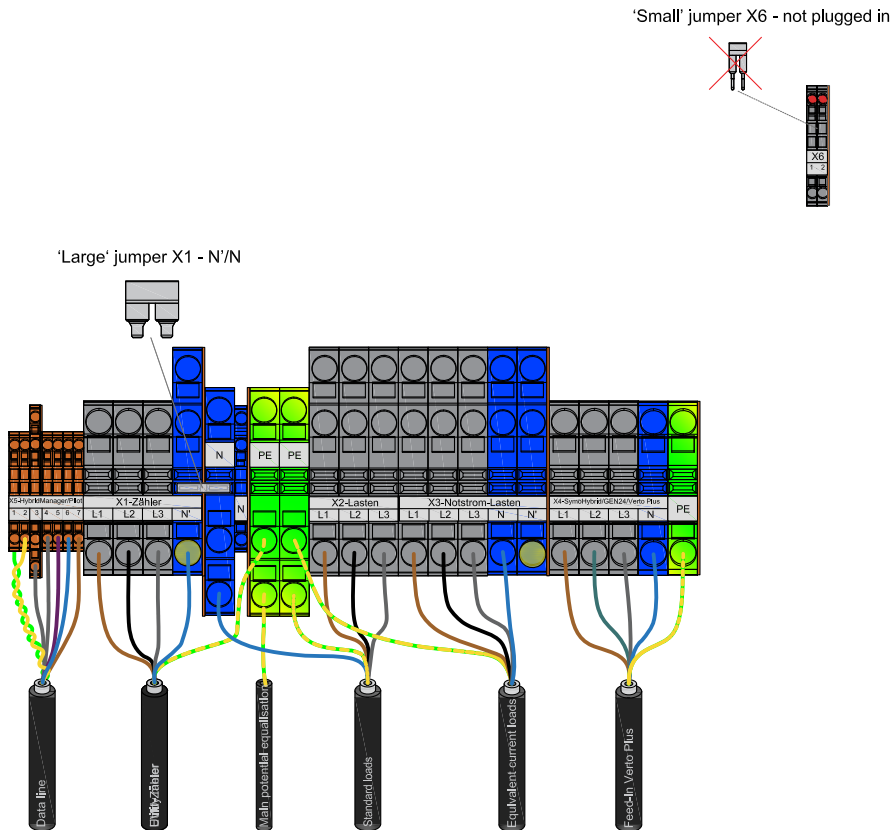 ‘Small’ jumper X6 - not plugged in
X6
1 2
‘Large‘ jumper X1 - N’/N
N
PE PE
X5-HybridManager/Pilot
1 2 3 4 5 6 7
X1-Zähler
L1 L2 L3 N'
N
X2-Lasten
L1 L2 L3
X3-Notstrom-Lasten
L1 L2 L3 N N'
X4-SymoHybrid/GEN24/Verto Plus
L1 L2 L3 N
PE
Data line
Main potential equalisation
Standard loads
Equivalent current loads
Feed-In Verto Plus